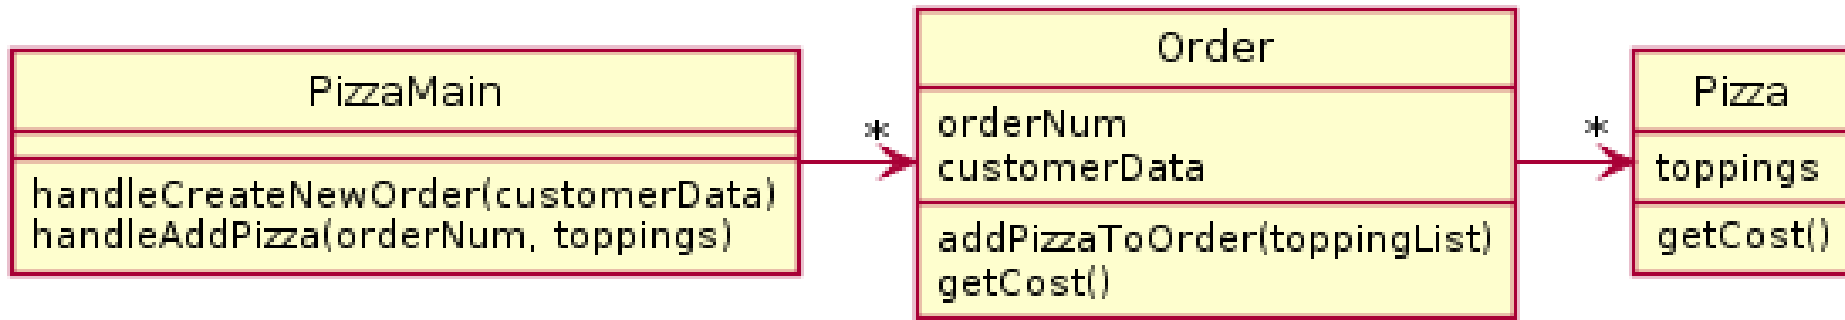 PizzaMain
handleCreateNewOrder(customerData)
handleAddPizza(orderNum, toppings)
*
Order
orderNum
customerData
addPizzaToOrder(toppingList)
getCost()
*
Pizza
toppings
getCost()